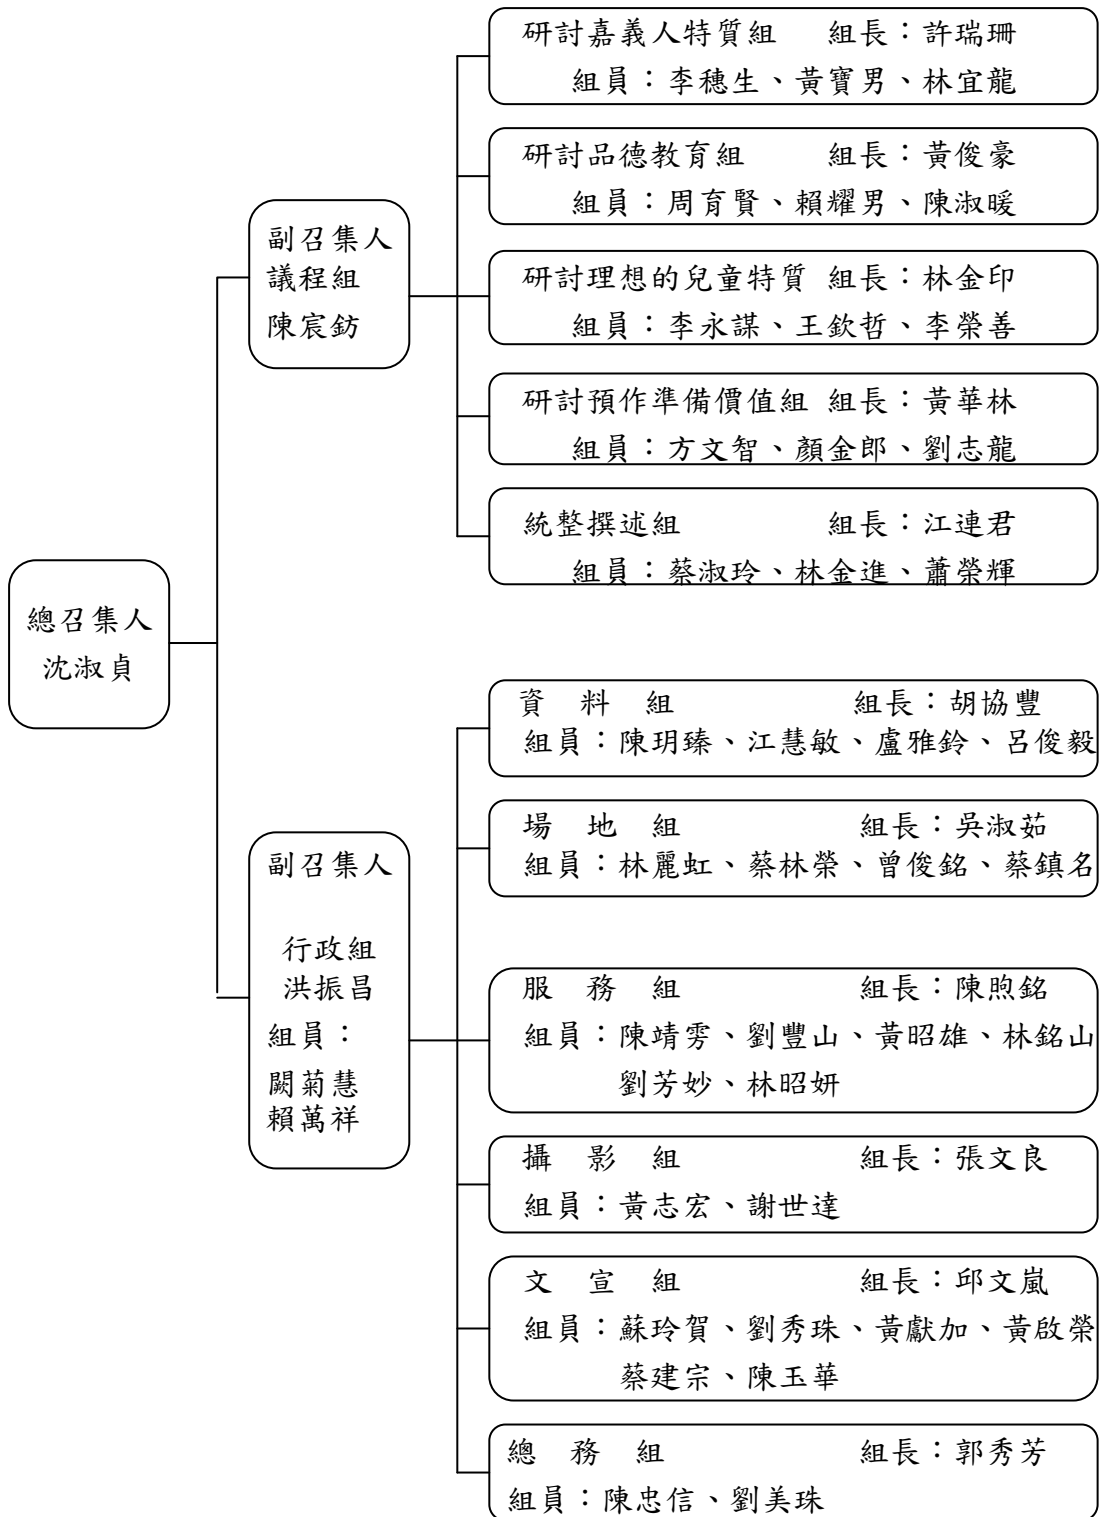 研討嘉義人特質組 組長：許瑞珊
組員：李穗生、黃寶男、林宜龍
研討品德教育組 組長：黃俊豪
組員：周育賢、賴耀男、陳淑暖
副召集人
議程組
陳宸鈁
研討理想的兒童特質 組長：林金印
組員：李永謀、王欽哲、李榮善
研討預作準備價值組 組長：黃華林
組員：方文智、顏金郎、劉志龍
統整撰述組 組長：江連君
組員：蔡淑玲、林金進、蕭榮輝
總召集人
沈淑貞
資 料 組 組長：胡協豐
組員：陳玥臻、江慧敏、盧雅鈴、呂俊毅
場 地 組 組長：吳淑茹
組員：林麗虹、蔡林榮、曾俊銘、蔡鎮名
副召集人
行政組
洪振昌
組員：
闕菊慧
賴萬祥
服 務 組 組長：陳煦銘
組員：陳靖雱、劉豐山、黃昭雄、林銘山
劉芳妙、林昭妍
攝 影 組 組長：張文良
組員：黃志宏、謝世達
文 宣 組 組長：邱文嵐
組員：蘇玲賀、劉秀珠、黃獻加、黃啟榮
蔡建宗、陳玉華
總 務 組 組長：郭秀芳
組員：陳忠信、劉美珠